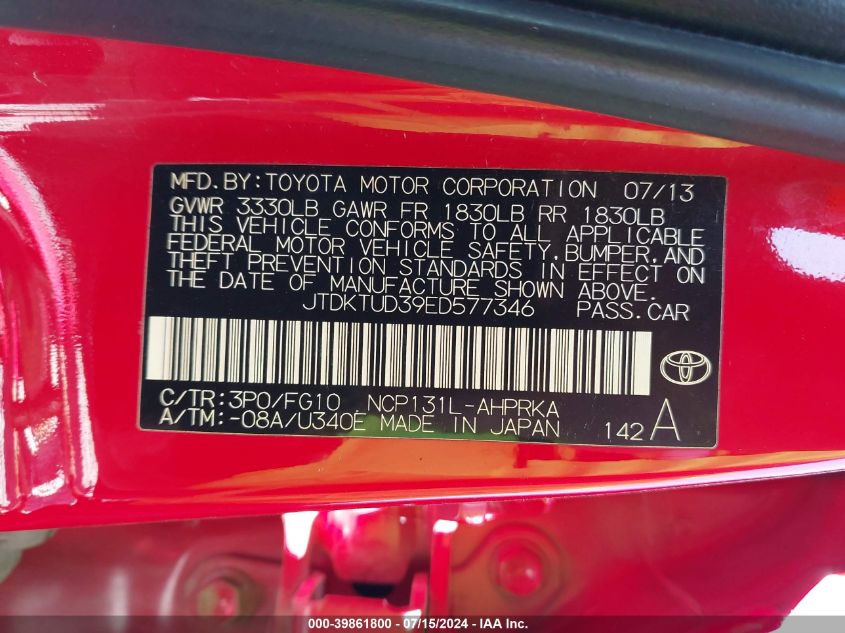 MFD.BY:TOYOTA MOTOR CORPORATION 07/13
GVWR 3330LB GAWR FR 1830LB RR 1830LB
THIS VEHICLE CONFORMS TO ALL APPLICABLE
FEDERAL MOTOR VEHICLE SAFETY,BUMPER,AND
THEFT PREVENTION STANDARDS IN EFFECT ON
THE DATE OF MANUFACTURE SHOWN ABOVE.
JTDKTUD39ED577346 PASS.CAR
C/TR:3P0/FG10 NCP131L-AHPRKA
A/TM:-08A/U340E MADE IN JAPAN 142 A
000-39861800 - 07/15/2024 - IAA Inc.